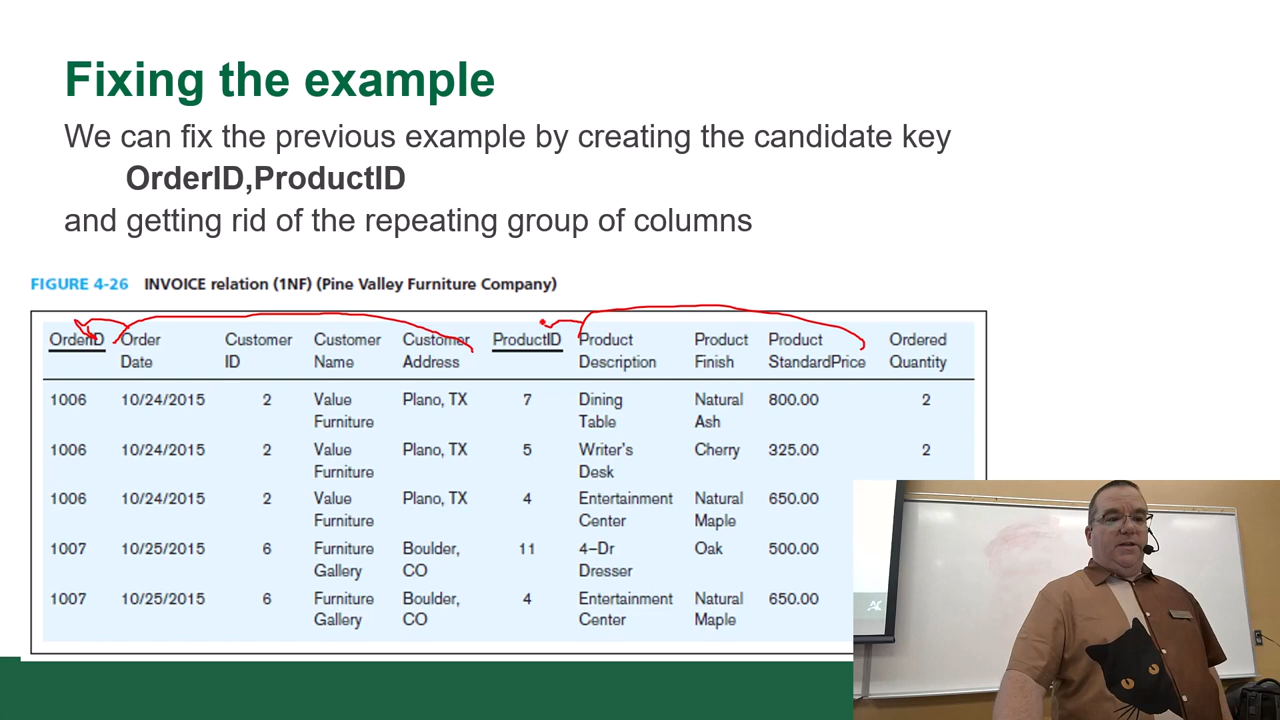 Fixing the example
We can fix the previous example by creating the candidate key
OrderID,ProductID
and getting rid of the repeating group of columns
FIGURE 4-26 INVOICE relation (1NF) (Pine Valley Furniture Company)
OrderID Order Customer Customer Customer ProductID Product Product Product Ordered
Date ID Name Address Description Finish StandardPrice Quantity
1006 10/24/2015 2 Value Plano, TX 7 Dining Natural 800.00 2
Furniture Table Ash
1006 10/24/2015 2 Value Plano, TX 5 Writer's Cherry 325.00 2
Furniture Desk
1006 10/24/2015 2 Value Plano, TX 4 Entertainment Natural 650.00
Furniture Center Maple
1007 10/25/2015 6 Furniture Boulder, 11 4–Dr Oak 500.00
Gallery CO Dresser
1007 10/25/2015 6 Furniture Boulder, 4 Entertainment Natural 650.00
Gallery CO Center Maple